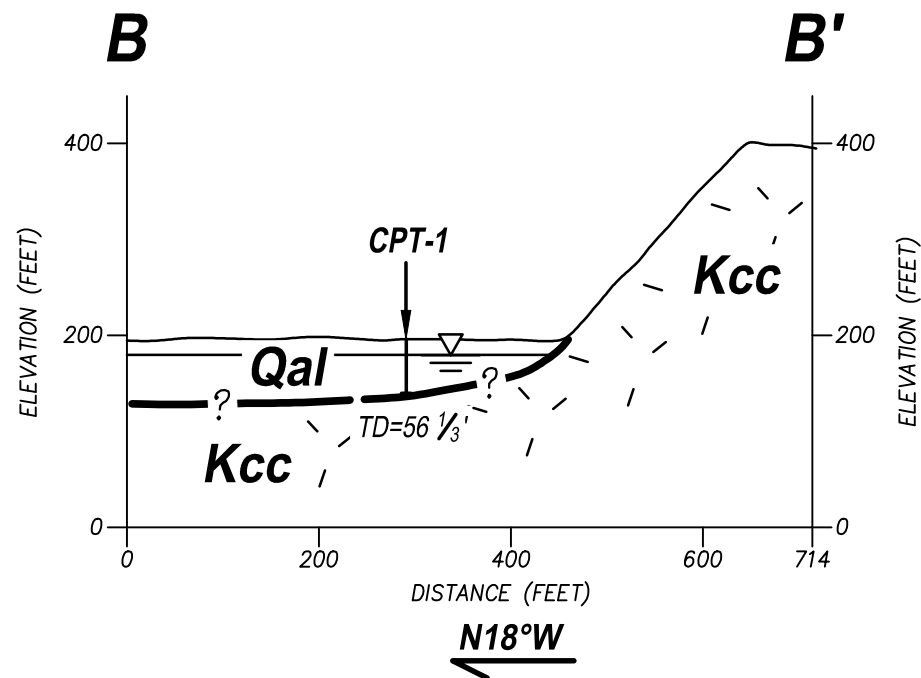 B B'
400 400
CPT-1
Kcc
ELEVATION (FEET) ELEVATION (FEET)
200 200
Qal
?
?
TD=56 1/3'
Kcc
0 0
0 200 400 600 714
DISTANCE (FEET)
N18°W